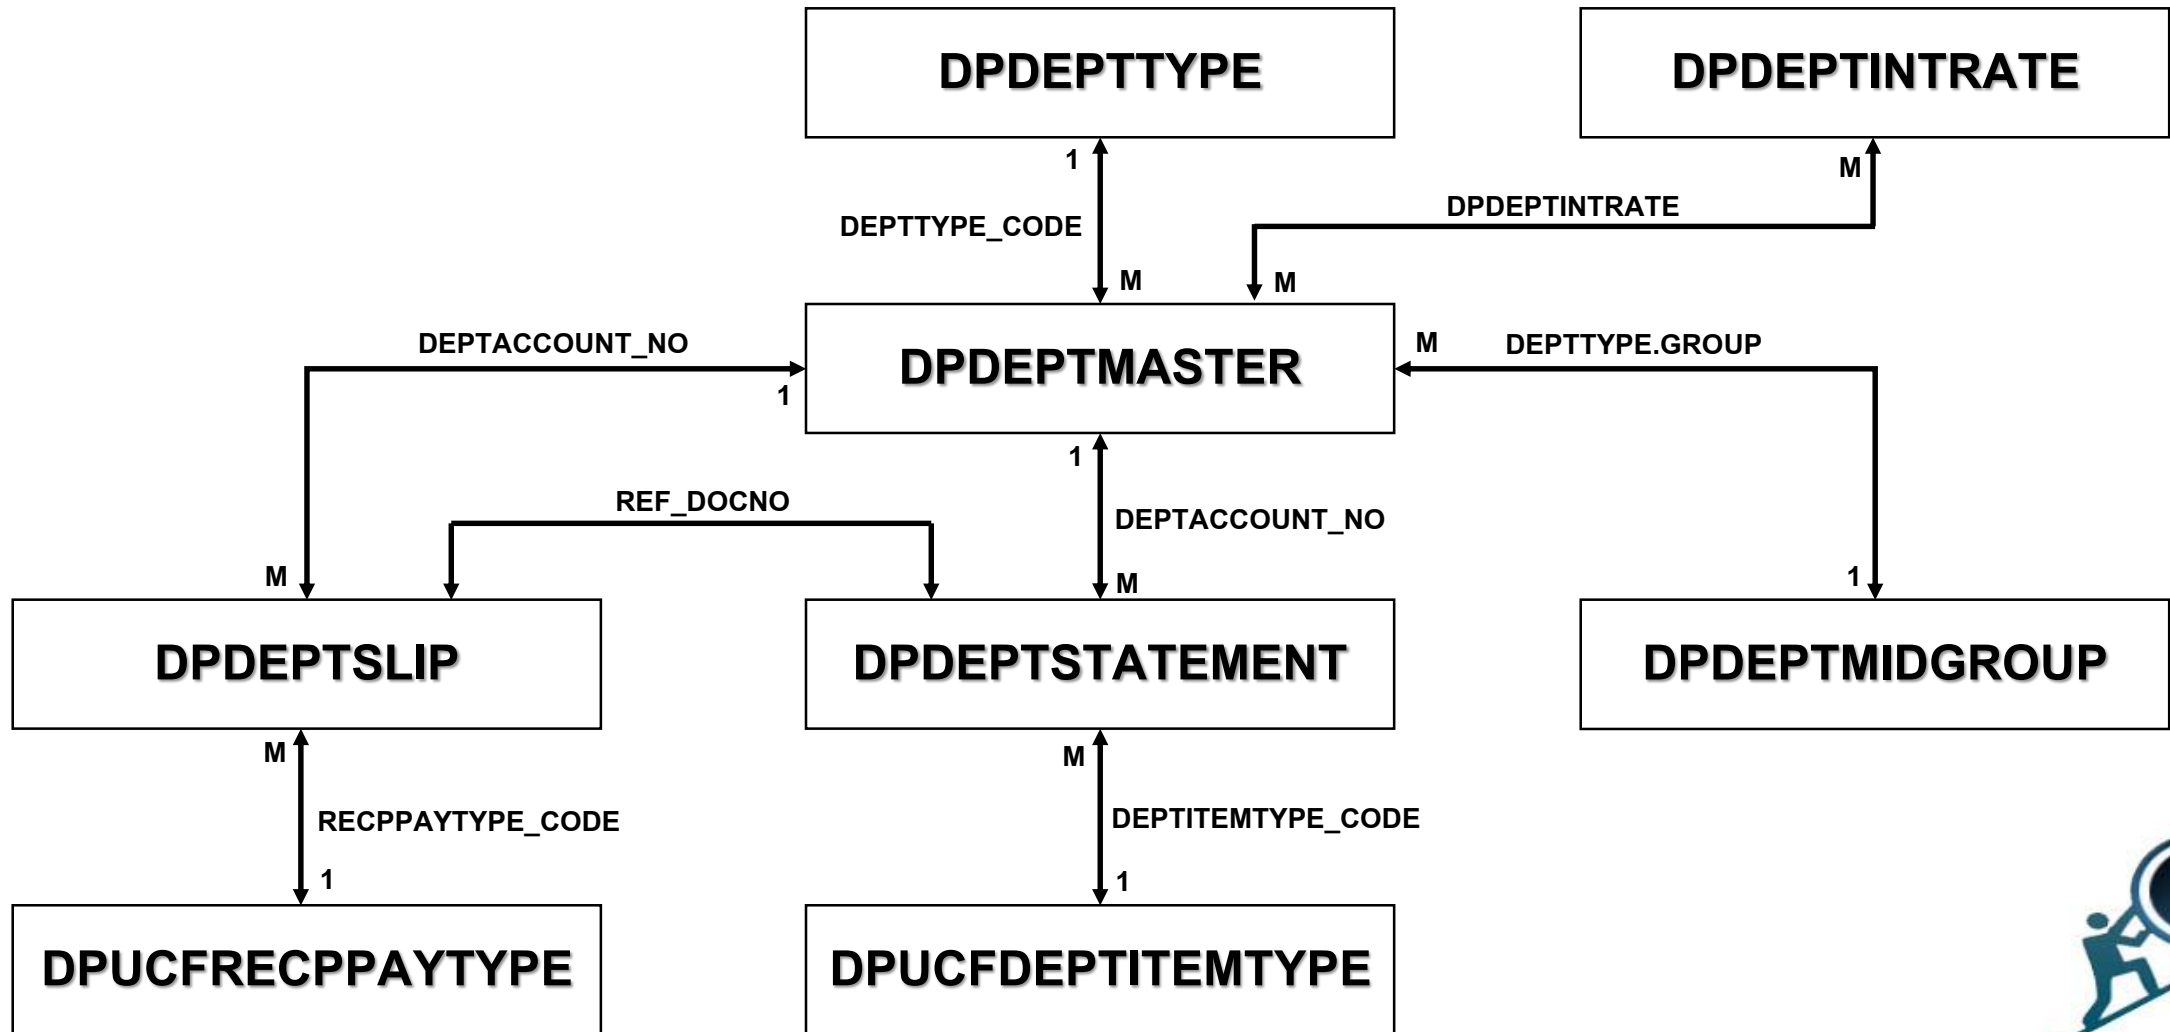 DPDEPTTYPE
DPDEPTINTRATE
1
M
DPDEPTINTRATE
DEPTTYPE_CODE
M
M
DEPTACCOUNT_NO
M
DEPTTYPE.GROUP
DPDEPTMASTER
1
1
REF_DOCNO
DEPTACCOUNT_NO
M
M
1
DPDEPTSLIP
DPDEPTSTATEMENT
DPDEPTMIDGROUP
M
M
RECPPAYTYPE_CODE
DEPTITEMTYPE_CODE
1
1
DPUCFRECPPAYTYPE
DPUCFDEPTITEMTYPE